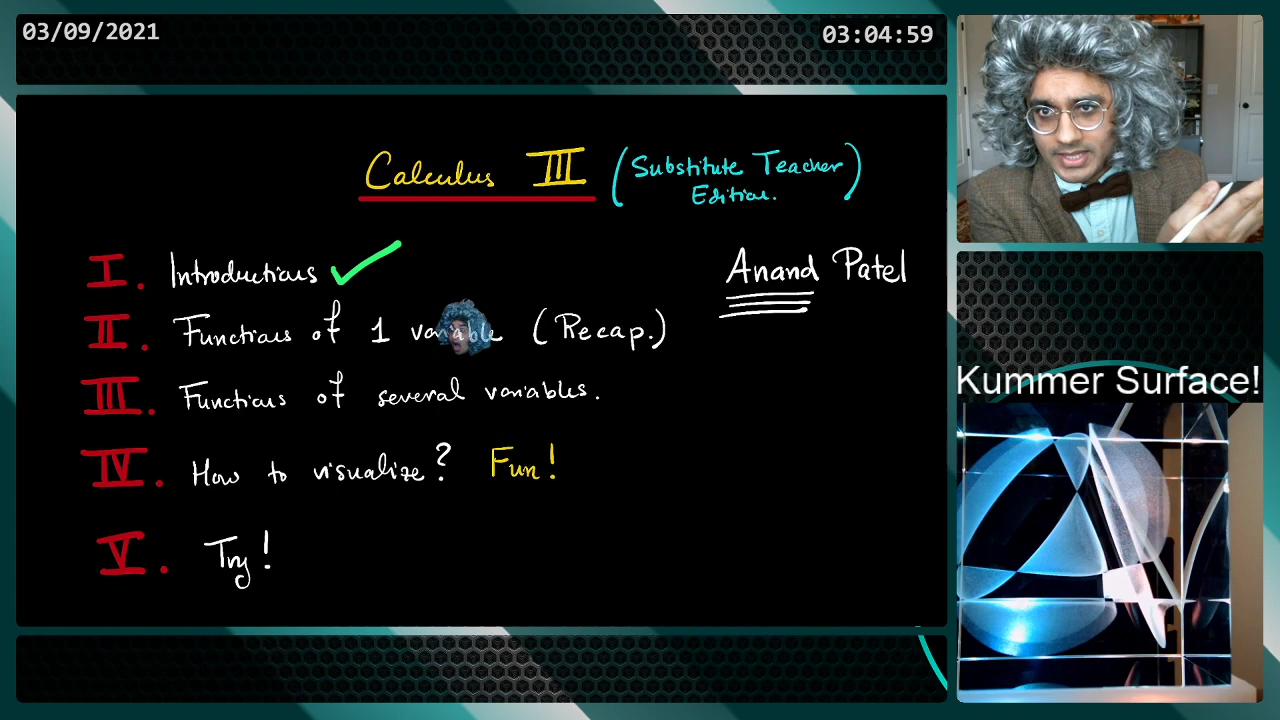 03/09/2021
03:04:59
Calculus III (Substitute Teacher Edition.)
I. Introductions
Anand Patel
II. Functions of 1 variable (Recap.)
III. Functions of several variables.
IV. How to visualize? Fun!
V. Try!
Kummer Surface!